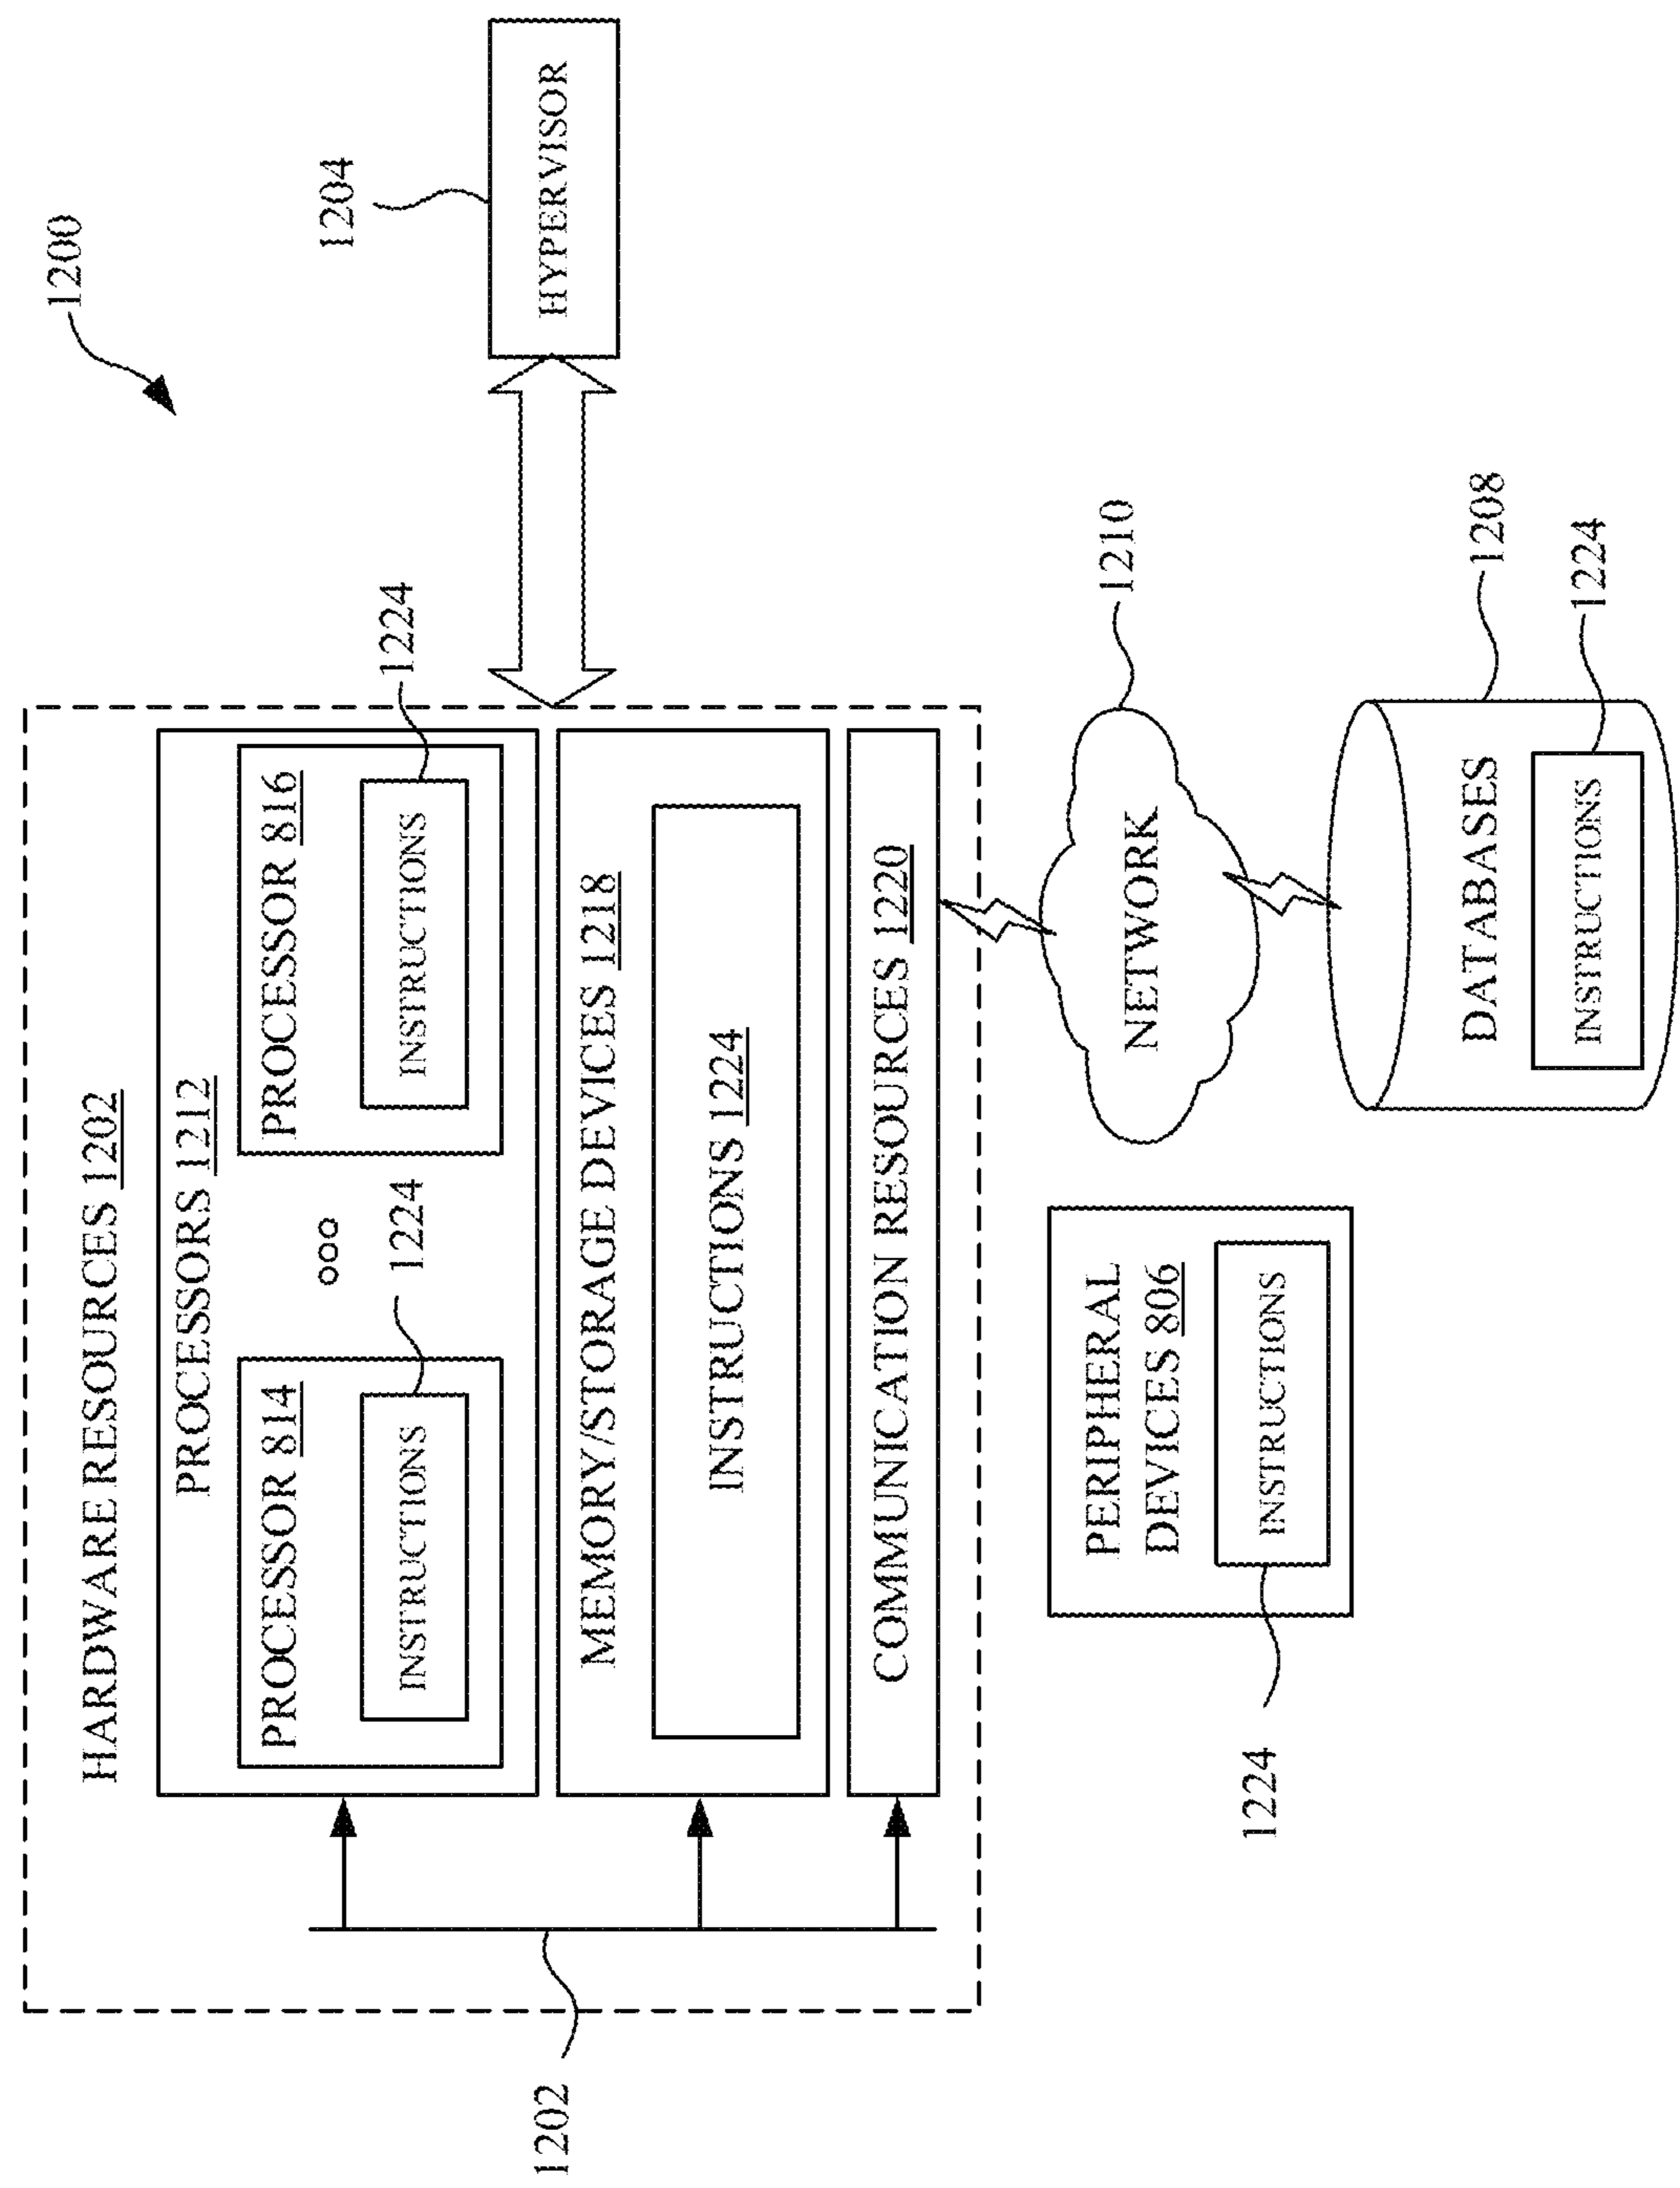 1200
HARDWARE RESOURCES 1202
PROCESSORS 1212
PROCESSOR 814
INSTRUCTIONS
1224
PROCESSOR 816
INSTRUCTIONS
1224
1204
HYPERVISOR
MEMORY/STORAGE DEVICES 1218
INSTRUCTIONS 1224
COMMUNICATION RESOURCES 1220
1202
PERIPHERAL
DEVICES 806
INSTRUCTIONS
1224
NETWORK
1210
DATABASES
1208
INSTRUCTIONS
1224